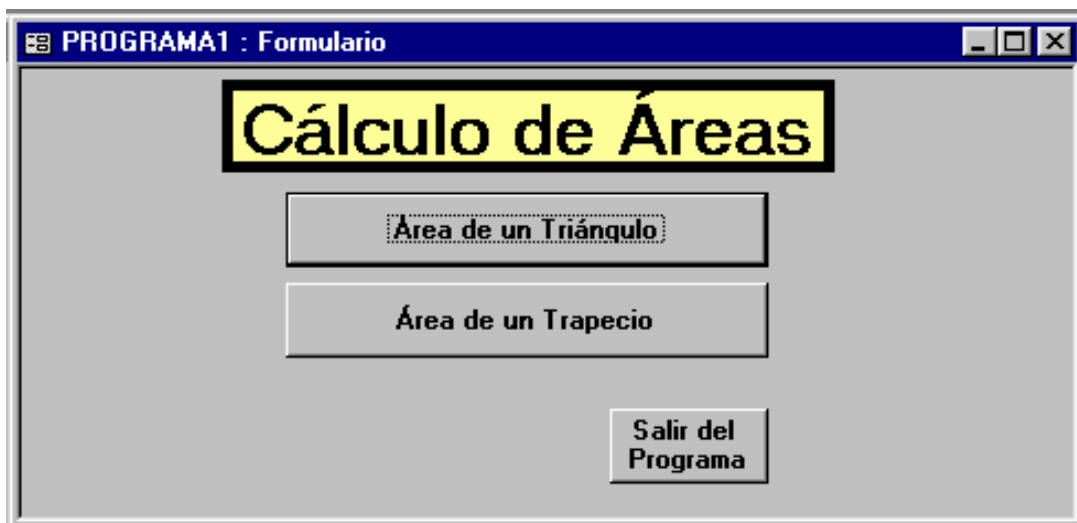 PROGRAMA1 : Formulario
Cálculo de Áreas
Área de un Triángulo
Área de un Trapecio
Salir del
Programa